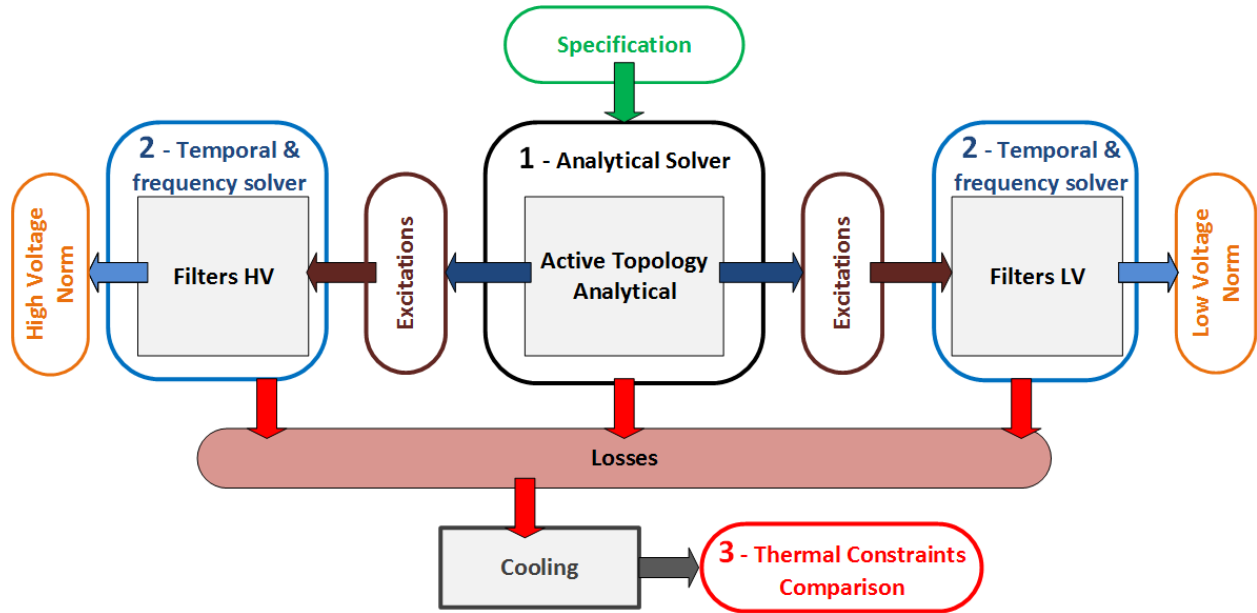 Specification
2 - Temporal &
frequency solver
1 - Analytical Solver
2 - Temporal &
frequency solver
High Voltage
Norm
Filters HV
Excitations
Active Topology
Analytical
Excitations
Filters LV
Low Voltage
Norm
Losses
Cooling
3 - Thermal Constraints
Comparison